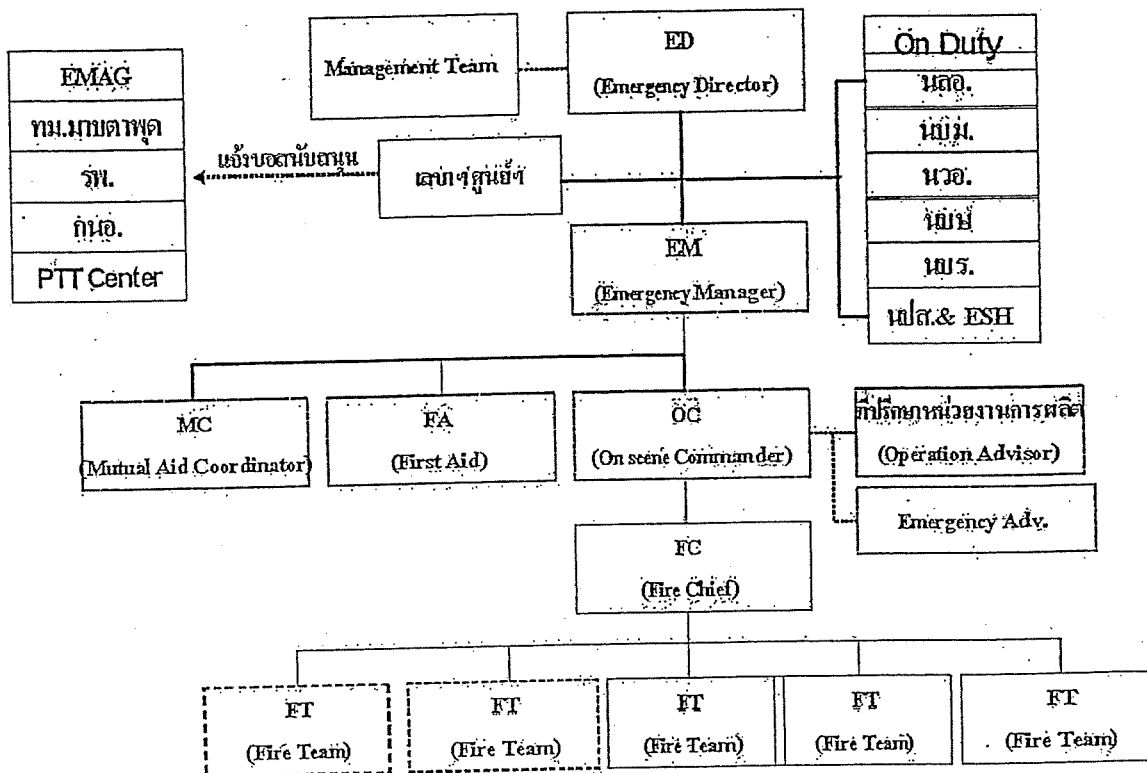 EMAG
ทม.มาบตาพุด
รพ.
กนอ.
PTT Center
แจ้งขอสนับสนุน
Management Team
เลขาฯศูนย์ฯ
ED
(Emergency Director)
On Duty
นลอ.
นบม.
นวอ.
นบป
นบร.
นปส.& ESH
EM
(Emergency Manager)
MC
(Mutual Aid Coordinator)
FA
(First Aid)
OC
(On scene Commander)
ที่ปรึกษาหน่วยงานการผลิต
(Operation Advisor)
Emergency Adv.
FC
(Fire Chief)
FT
(Fire Team)
FT
(Fire Team)
FT
(Fire Team)
FT
(Fire Team)
FT
(Fire Team)